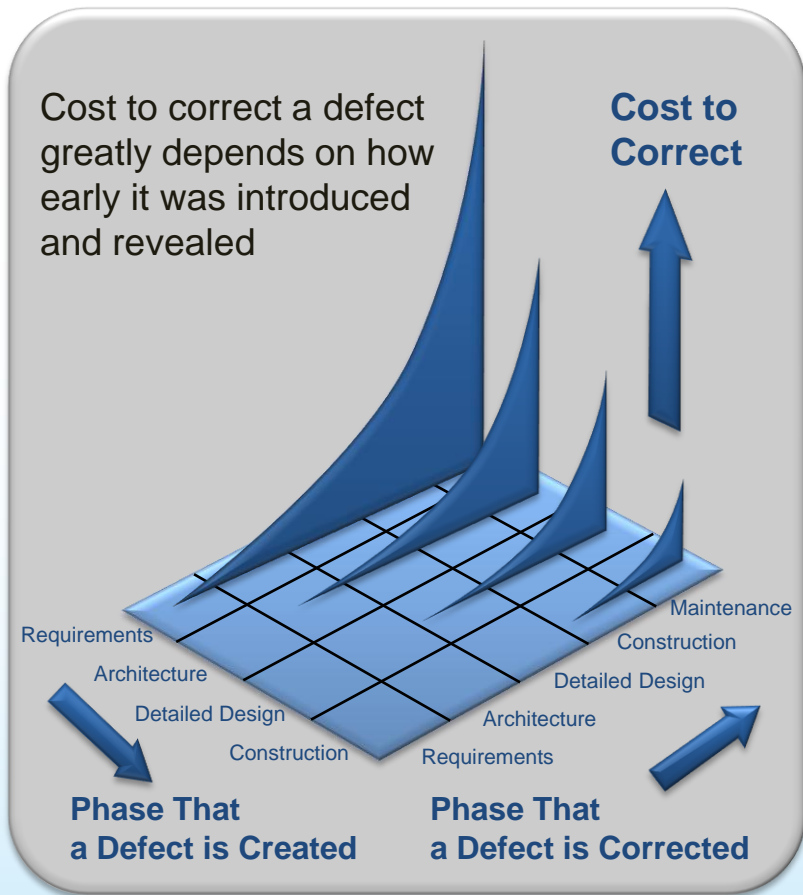 Cost to correct a defect
greatly depends on how
early it was introduced
and revealed
Cost to
Correct
Requirements
Architecture
Detailed Design
Construction
Maintenance
Construction
Detailed Design
Architecture
Requirements
Phase That
a Defect is Created
Phase That
a Defect is Corrected